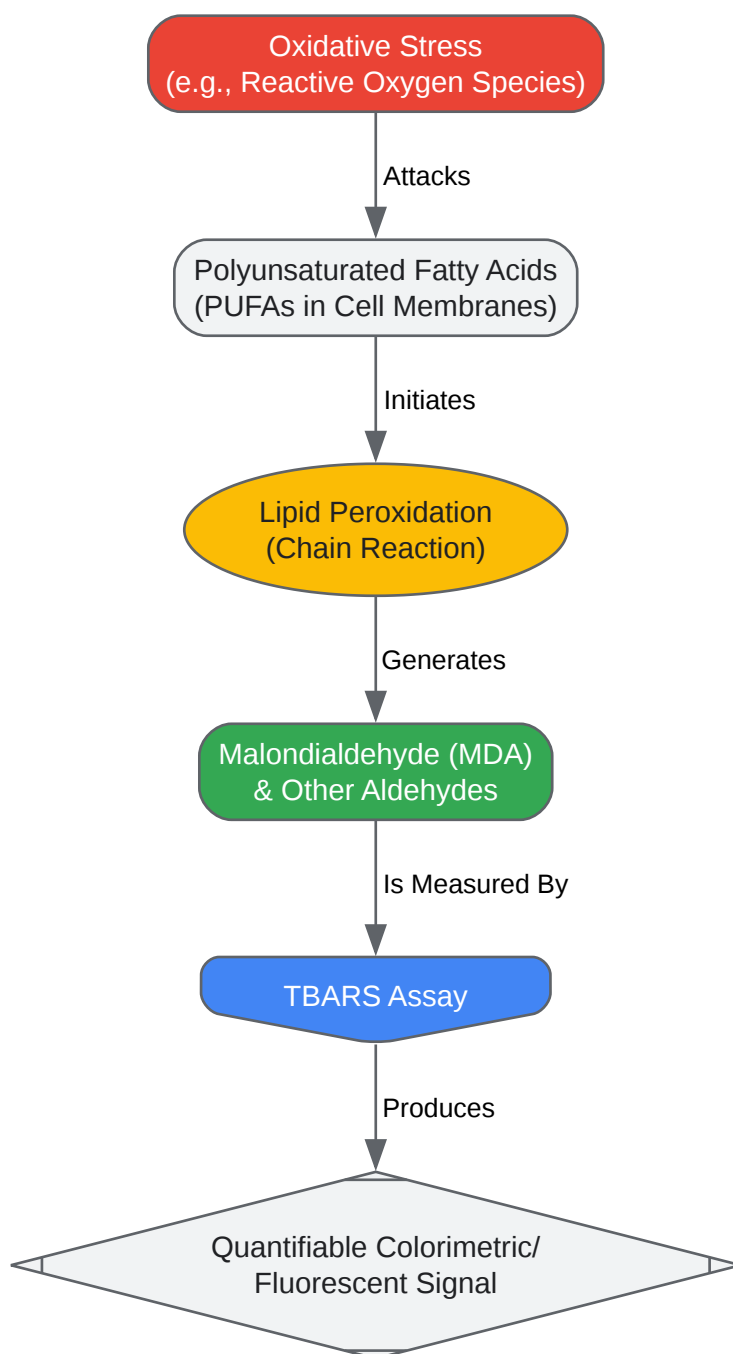 Oxidative Stress
(e.g., Reactive Oxygen Species)
Attacks
Polyunsaturated Fatty Acids
(PUFAs in Cell Membranes)
Initiates
Lipid Peroxidation
(Chain Reaction)
Generates
Malondialdehyde (MDA)
& Other Aldehydes
Is Measured By
TBARS Assay
Produces
Quantifiable Colorimetric/
Fluorescent Signal